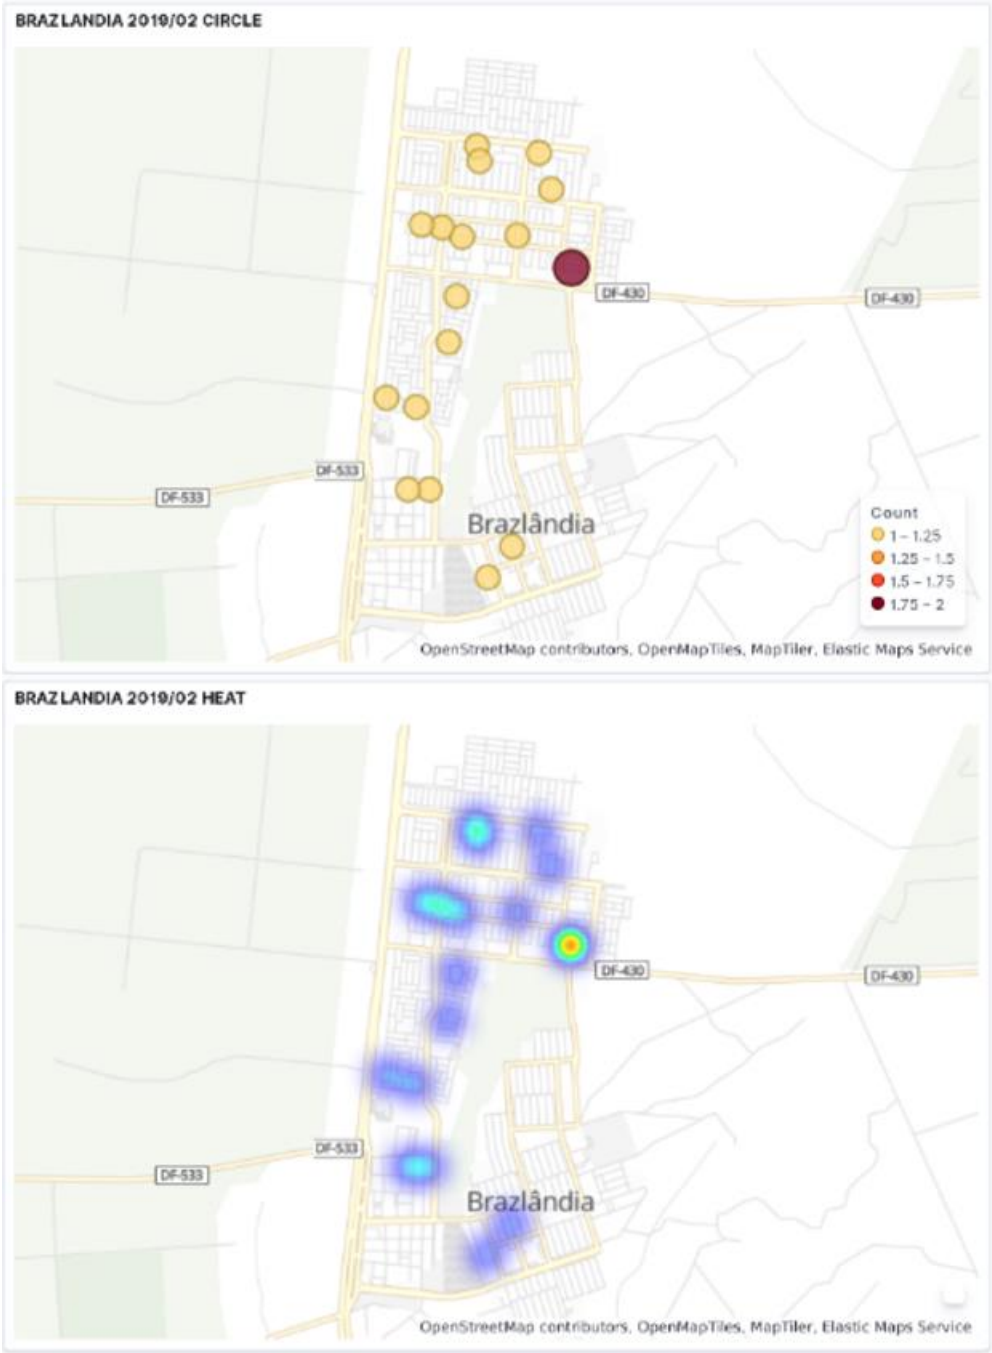 BRAZLANDIA 2019/02 CIRCLE
DF-430
DF-430
DF-533
DF-533
Brazlândia
Count
1 – 1.25
1.25 – 1.5
1.5 – 1.75
1.75 – 2
OpenStreetMap contributors, OpenMapTiles, MapTiler, Elastic Maps Service
BRAZLANDIA 2019/02 HEAT
DF-430
DF-430
DF-533
DF-533
Brazlândia
OpenStreetMap contributors, OpenMapTiles, MapTiler, Elastic Maps Service